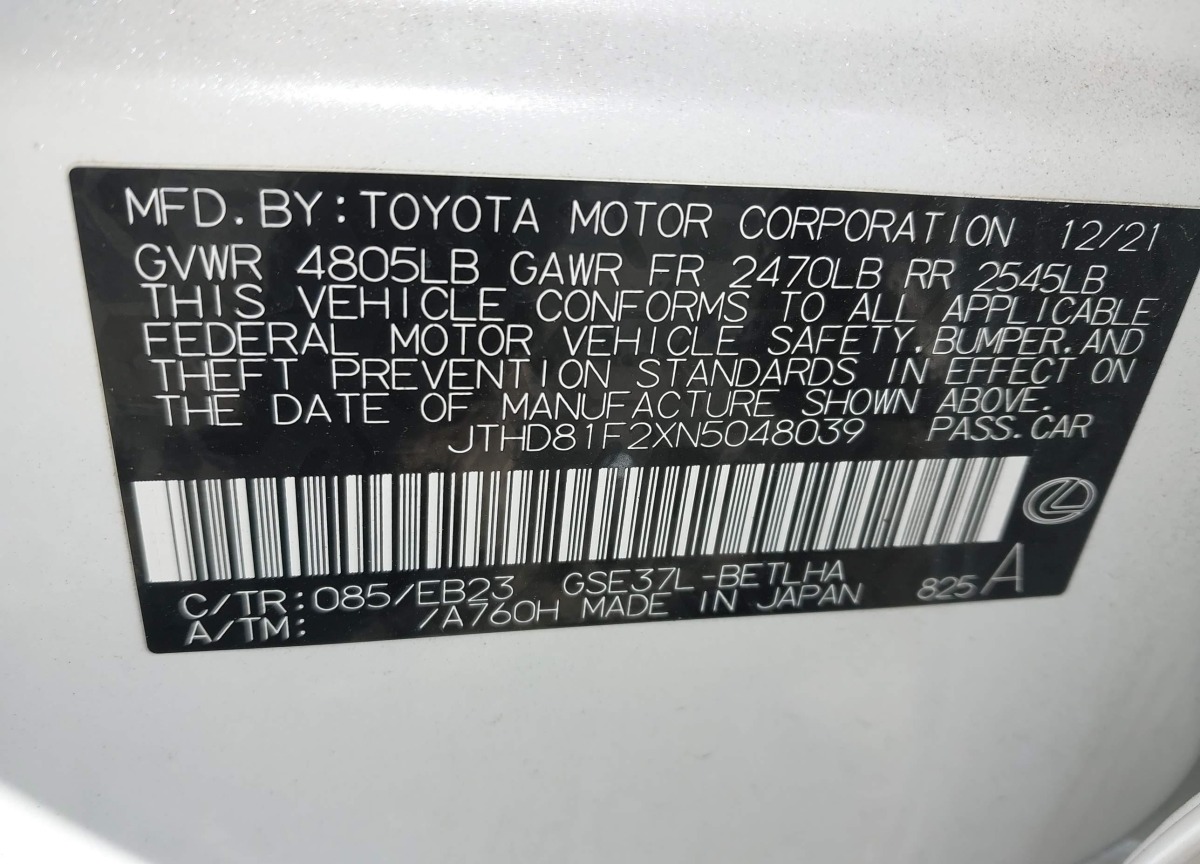 MFD.BY:TOYOTA MOTOR CORPORATION 12/21
GVWR 4805LB GAWR FR 2470LB RR 2545LB
THIS VEHICLE CONFORMS TO ALL APPLICABLE
FEDERAL MOTOR VEHICLE SAFETY,BUMPER,AND
THEFT PREVENTION STANDARDS IN EFFECT ON
THE DATE OF MANUFACTURE SHOWN ABOVE.
JTHD81F2XN5048039 PASS.CAR
C/TR:085/EB23 GSE37L-BETLHA 825A
A/TM: /A760H MADE IN JAPAN